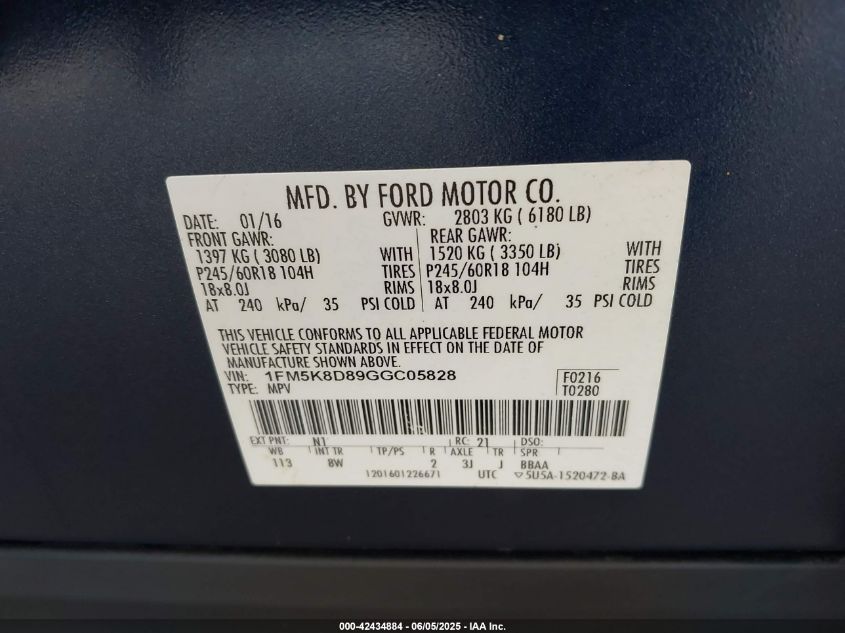 MFD. BY FORD MOTOR CO.
DATE: 01/16 GVWR: 2803 KG ( 6180 LB)
FRONT GAWR: REAR GAWR:
1397 KG ( 3080 LB) WITH 1520 KG ( 3350 LB) WITH
P245/60R18 104H TIRES P245/60R18 104H TIRES
18x8.0J RIMS 18x8.0J RIMS
AT 240 kPa/ 35 PSI COLD AT 240 kPa/ 35 PSI COLD
THIS VEHICLE CONFORMS TO ALL APPLICABLE FEDERAL MOTOR
VEHICLE SAFETY STANDARDS IN EFFECT ON THE DATE OF
MANUFACTURE SHOWN ABOVE.
VIN: 1FM5K8D89GGC05828 F0216
TYPE: MPV T0280
EXT PNT: N1 RC: 21 DSO:
WB INT TR TP/PS R AXLE TR SPR
113 8W 2 3J J BBAA
1201601226671 UTC ▽5U5A-1520472-BA
000-42434884 - 06/05/2025 - IAA Inc.